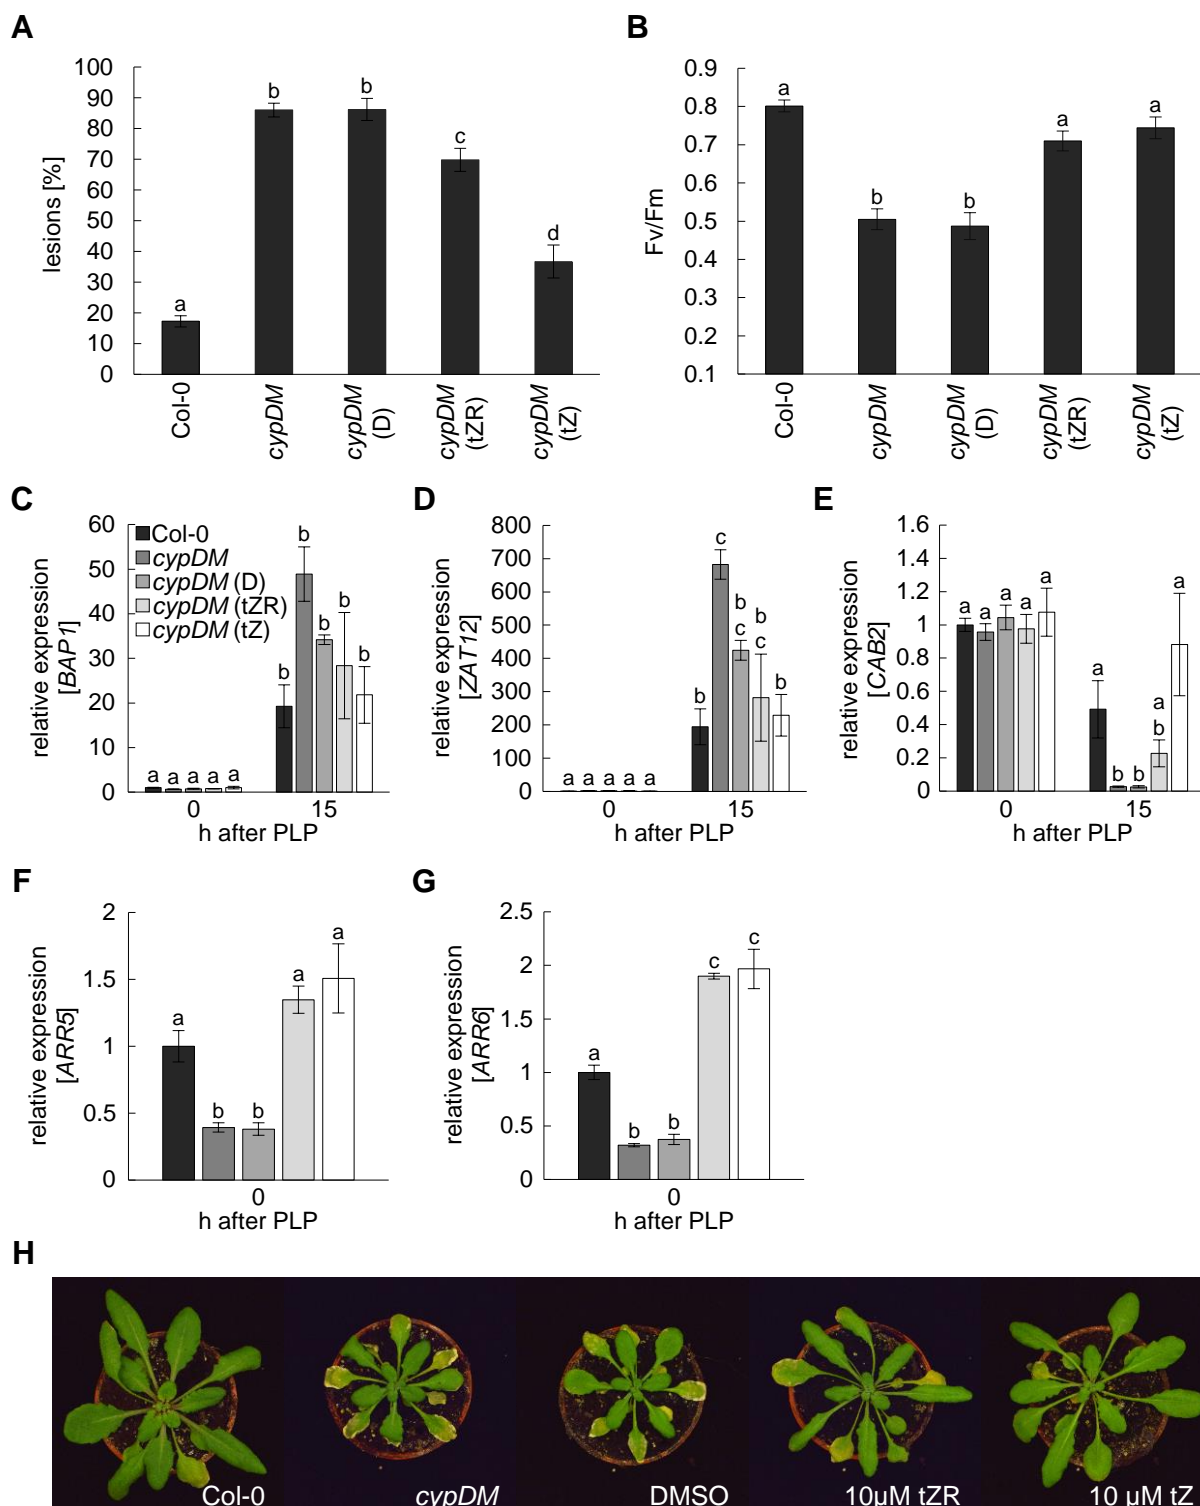 A
lesions [%]
100
90
80
70
60
50
40
30
20
10
0
a
b
b
c
d
Col-0
cypDM
cypDM (D)
cypDM (tZR)
cypDM (tZ)
B
Fv/Fm
0.9
0.8
0.7
0.6
0.5
0.4
0.3
0.2
0.1
a
b
b
a
a
Col-0
cypDM
cypDM (D)
cypDM (tZR)
cypDM (tZ)
C
relative expression
[BAP1]
60
50
40
30
20
10
0
Col-0
cypDM
cypDM (D)
cypDM (tZR)
cypDM (tZ)
a a a a a
b b b b b
0 15
h after PLP
D
relative expression
[ZAT12]
800
700
600
500
400
300
200
100
0
a a a a a
b c b c b c b
0 15
h after PLP
E
relative expression
[CAB2]
1.6
1.4
1.2
1
0.8
0.6
0.4
0.2
0
a a a a a
a b b a b a
0 15
h after PLP
F
relative expression
[ARR5]
2
1.5
1
0.5
0
a b b a a
0
h after PLP
G
relative expression
[ARR6]
2.5
2
1.5
1
0.5
0
a b b c c
0
h after PLP
H
Col-0
cypDM
DMSO
10µM tZR
10 µM tZ